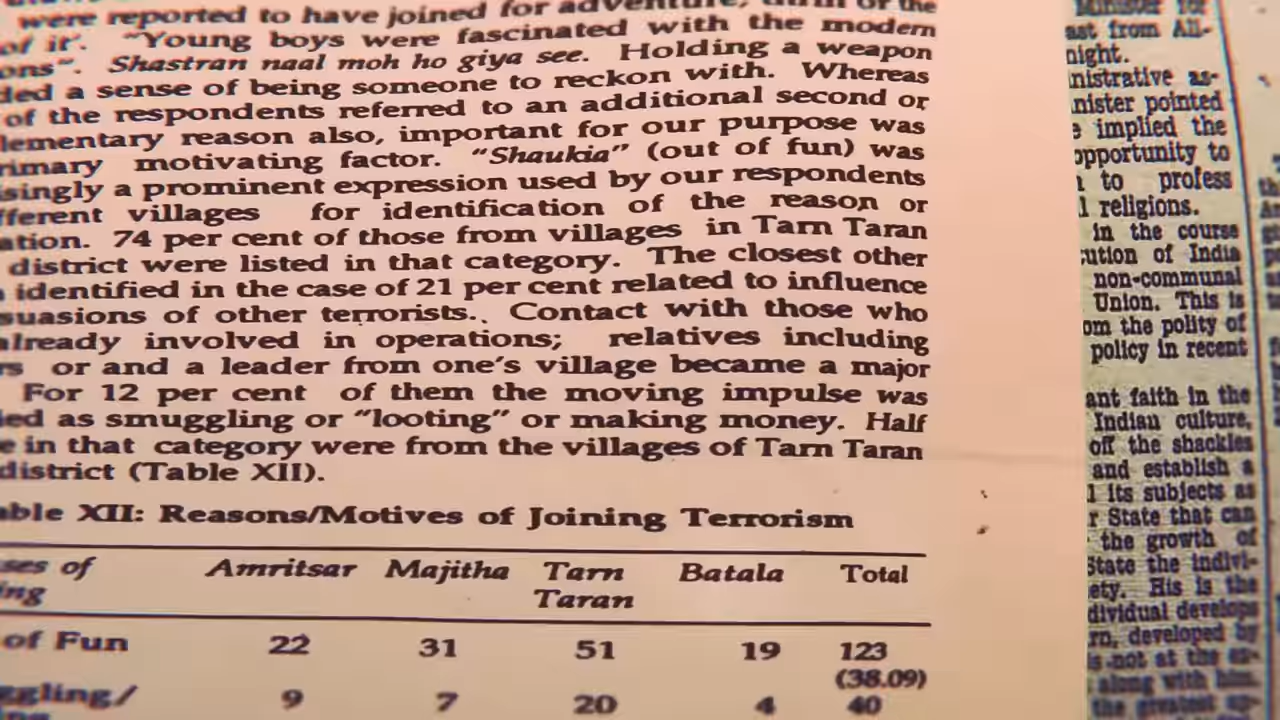 were reported to have joined for adventure, thrill or the
of it'. "Young boys were fascinated with the modern
ons". Shastran naal moh ho giya see. Holding a weapon
ded a sense of being someone to reckon with. Whereas
of the respondents referred to an additional second or
lementary reason also, important for our purpose was
rimary motivating factor. "Shaukia" (out of fun) was
isingly a prominent expression used by our respondents
fferent villages for identification of the reason or
ation. 74 per cent of those from villages in Tarn Taran
district were listed in that category. The closest other
identified in the case of 21 per cent related to influence
suasions of other terrorists. Contact with those who
already involved in operations; relatives including
rs or and a leader from one's village became a major
For 12 per cent of them the moving impulse was
ied as smuggling or "looting" or making money. Half
e in that category were from the villages of Tarn Taran
district (Table XII).
able XII: Reasons/Motives of Joining Terrorism
ses of Amritsar Majitha Tarn Batala Total
ing Taran
of Fun 22 31 51 19 123
(38.09)
ggling/ 9 7 20 4 40
Minister for
ast from All-
night.
nistrative as-
nister pointed
e implied the
opportunity to
to profess
l religions.
in the course
ution of India
non-communal
Union. This is
om the polity of
policy in recent
ant faith in the
Indian culture,
off the shackles
and establish a
l its subjects as
r State that can
the growth of
State the indivi-
ety. His is the
dividual develops
rn, developed by
is not at the ex-
along with him
the greatest